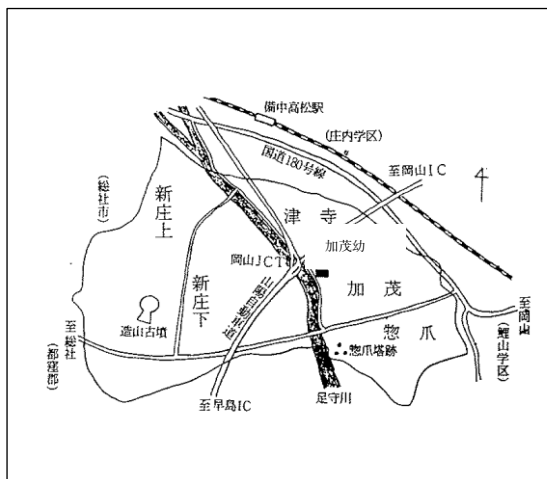 備中高松駅
(庄内学区)
国道180号線
至岡山IC
(総社市)
新庄上
津寺
加茂幼
岡山JCT
新庄下
山陽自動車道
加茂
至岡山
造山古墳
惣爪
(鯉山学区)
至総社
(都窪郡)
惣爪塔跡
至早島IC
足守川